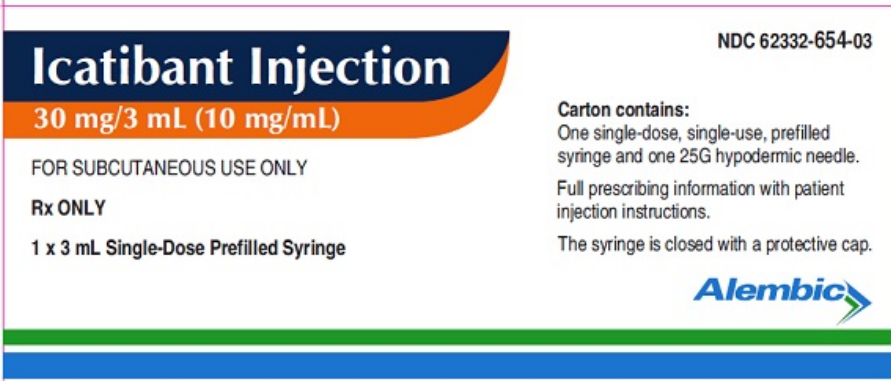 Icatibant Injection
30 mg/3 mL (10 mg/mL)
FOR SUBCUTANEOUS USE ONLY
Rx ONLY
1 x 3 mL Single-Dose Prefilled Syringe
NDC 62332-654-03
Carton contains:
One single-dose, single-use, prefilled
syringe and one 25G hypodermic needle.
Full prescribing information with patient
injection instructions.
The syringe is closed with a protective cap.
Alembic